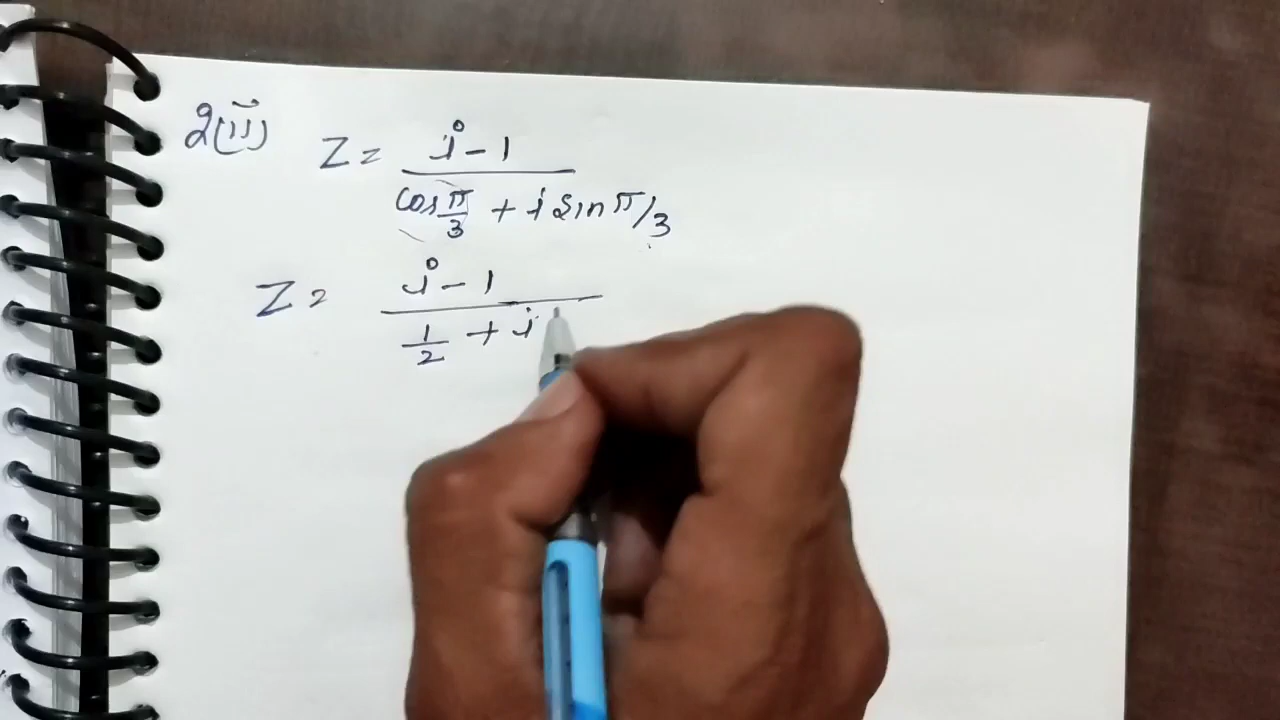 2(ii) Z = i - 1 / cos π/3 + i sin π/3
Z = i - 1 / 1/2 + i